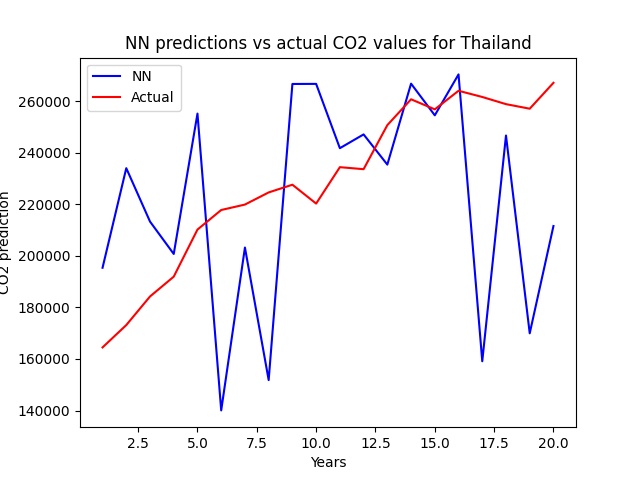 NN predictions vs actual CO2 values for Thailand
NN
Actual
260000
240000
220000
200000
180000
160000
140000
CO2 prediction
2.5 5.0 7.5 10.0 12.5 15.0 17.5 20.0
Years